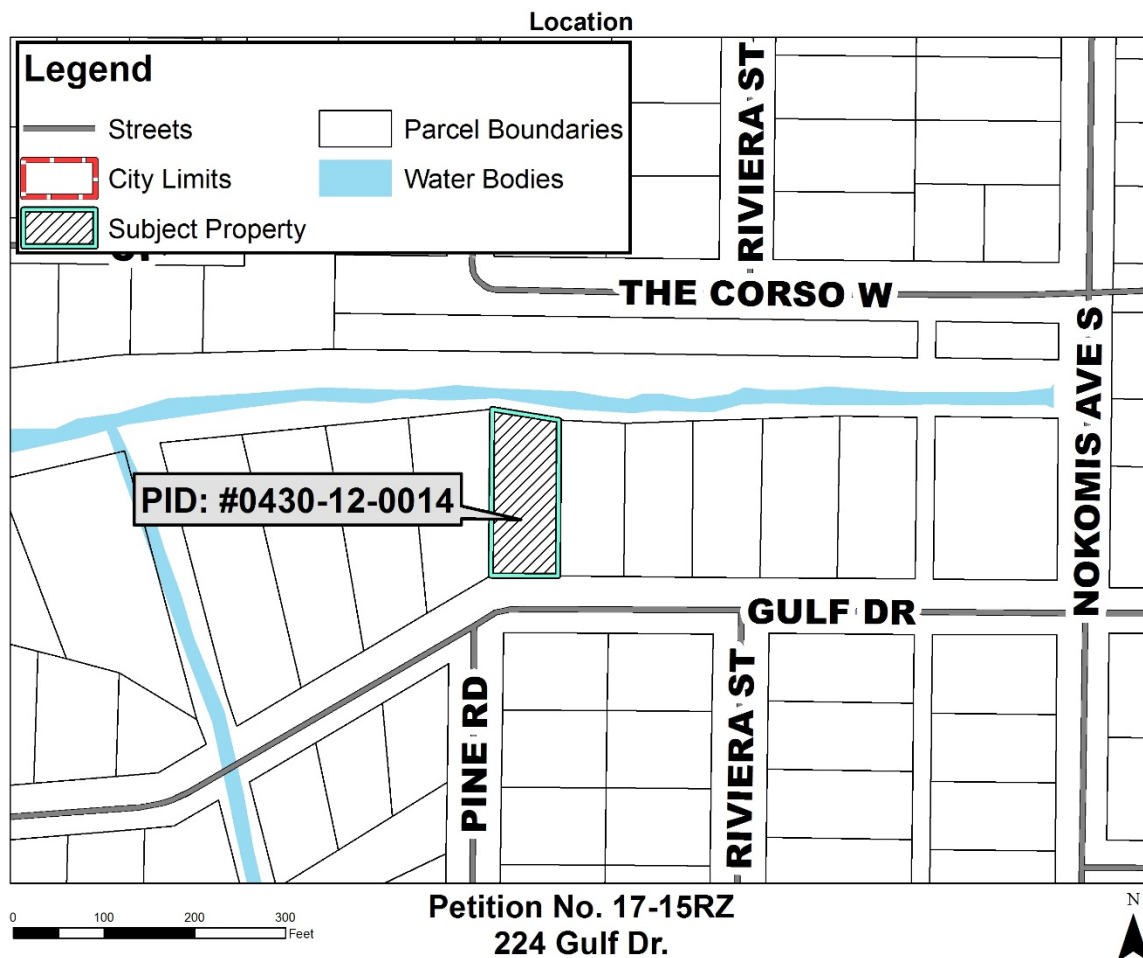 Location
Legend
Streets
Parcel Boundaries
City Limits
Water Bodies
Subject Property
RIVIERA ST
THE CORSO W
NOKOMIS AVE S
PID: #0430-12-0014
GULF DR
PINE RD
RIVIERA ST
0 100 200 300
Feet
Petition No. 17-15RZ
224 Gulf Dr.
N